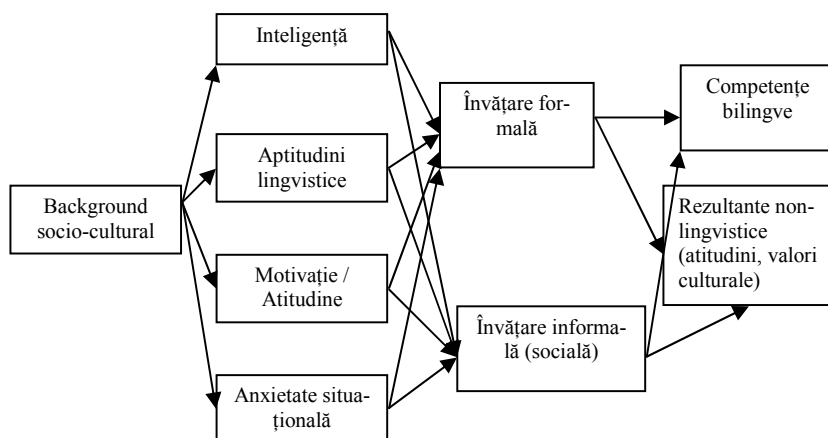 Inteligență
Aptitudini
lingvistice
Background
socio-cultural
Motivație /
Atitudine
Anxietate situa-
țională
Învățare for-
mală
Învățare informa-
lă (socială)
Competențe
bilingve
Rezultante non-
lingvistice
(atitudini, valori
culturale)